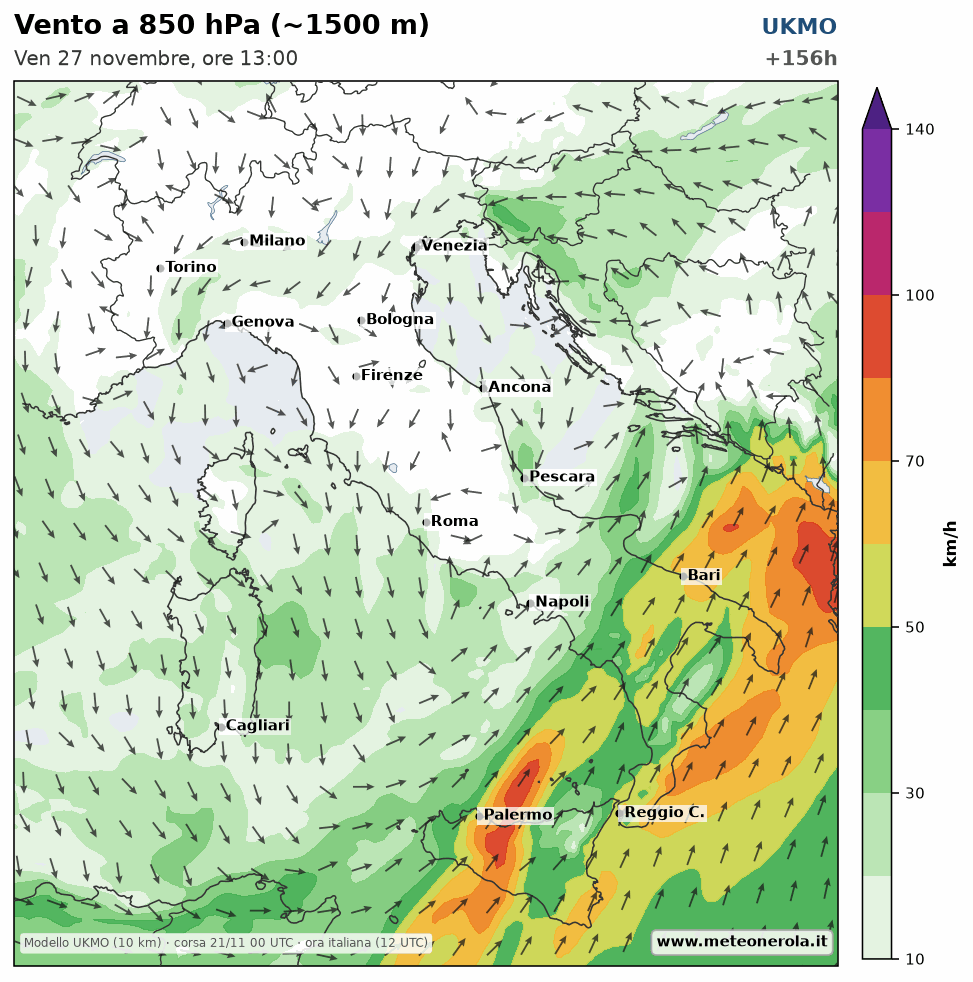 Vento a 850 hPa (~1500 m)
UKMO
Ven 27 novembre, ore 13:00
+156h
Milano
Venezia
Torino
Genova
Bologna
Firenze
Ancona
Pescara
Roma
Bari
Napoli
Cagliari
Palermo
Reggio C.
140
100
70
50
30
10
km/h
Modello UKMO (10 km) · corsa 21/11 00 UTC · ora italiana (12 UTC)
www.meteonerola.it